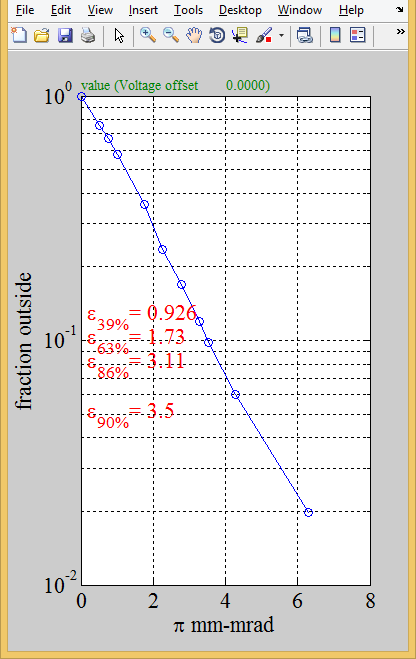 File Edit View Insert Tools Desktop Window Help
value (Voltage offset 0.0000)
10⁰
fraction outside
ε39% = 0.926
10⁻¹
ε63% = 1.73
ε86% = 3.11
ε90% = 3.5
10⁻²
0 2 4 6 8
π mm-mrad